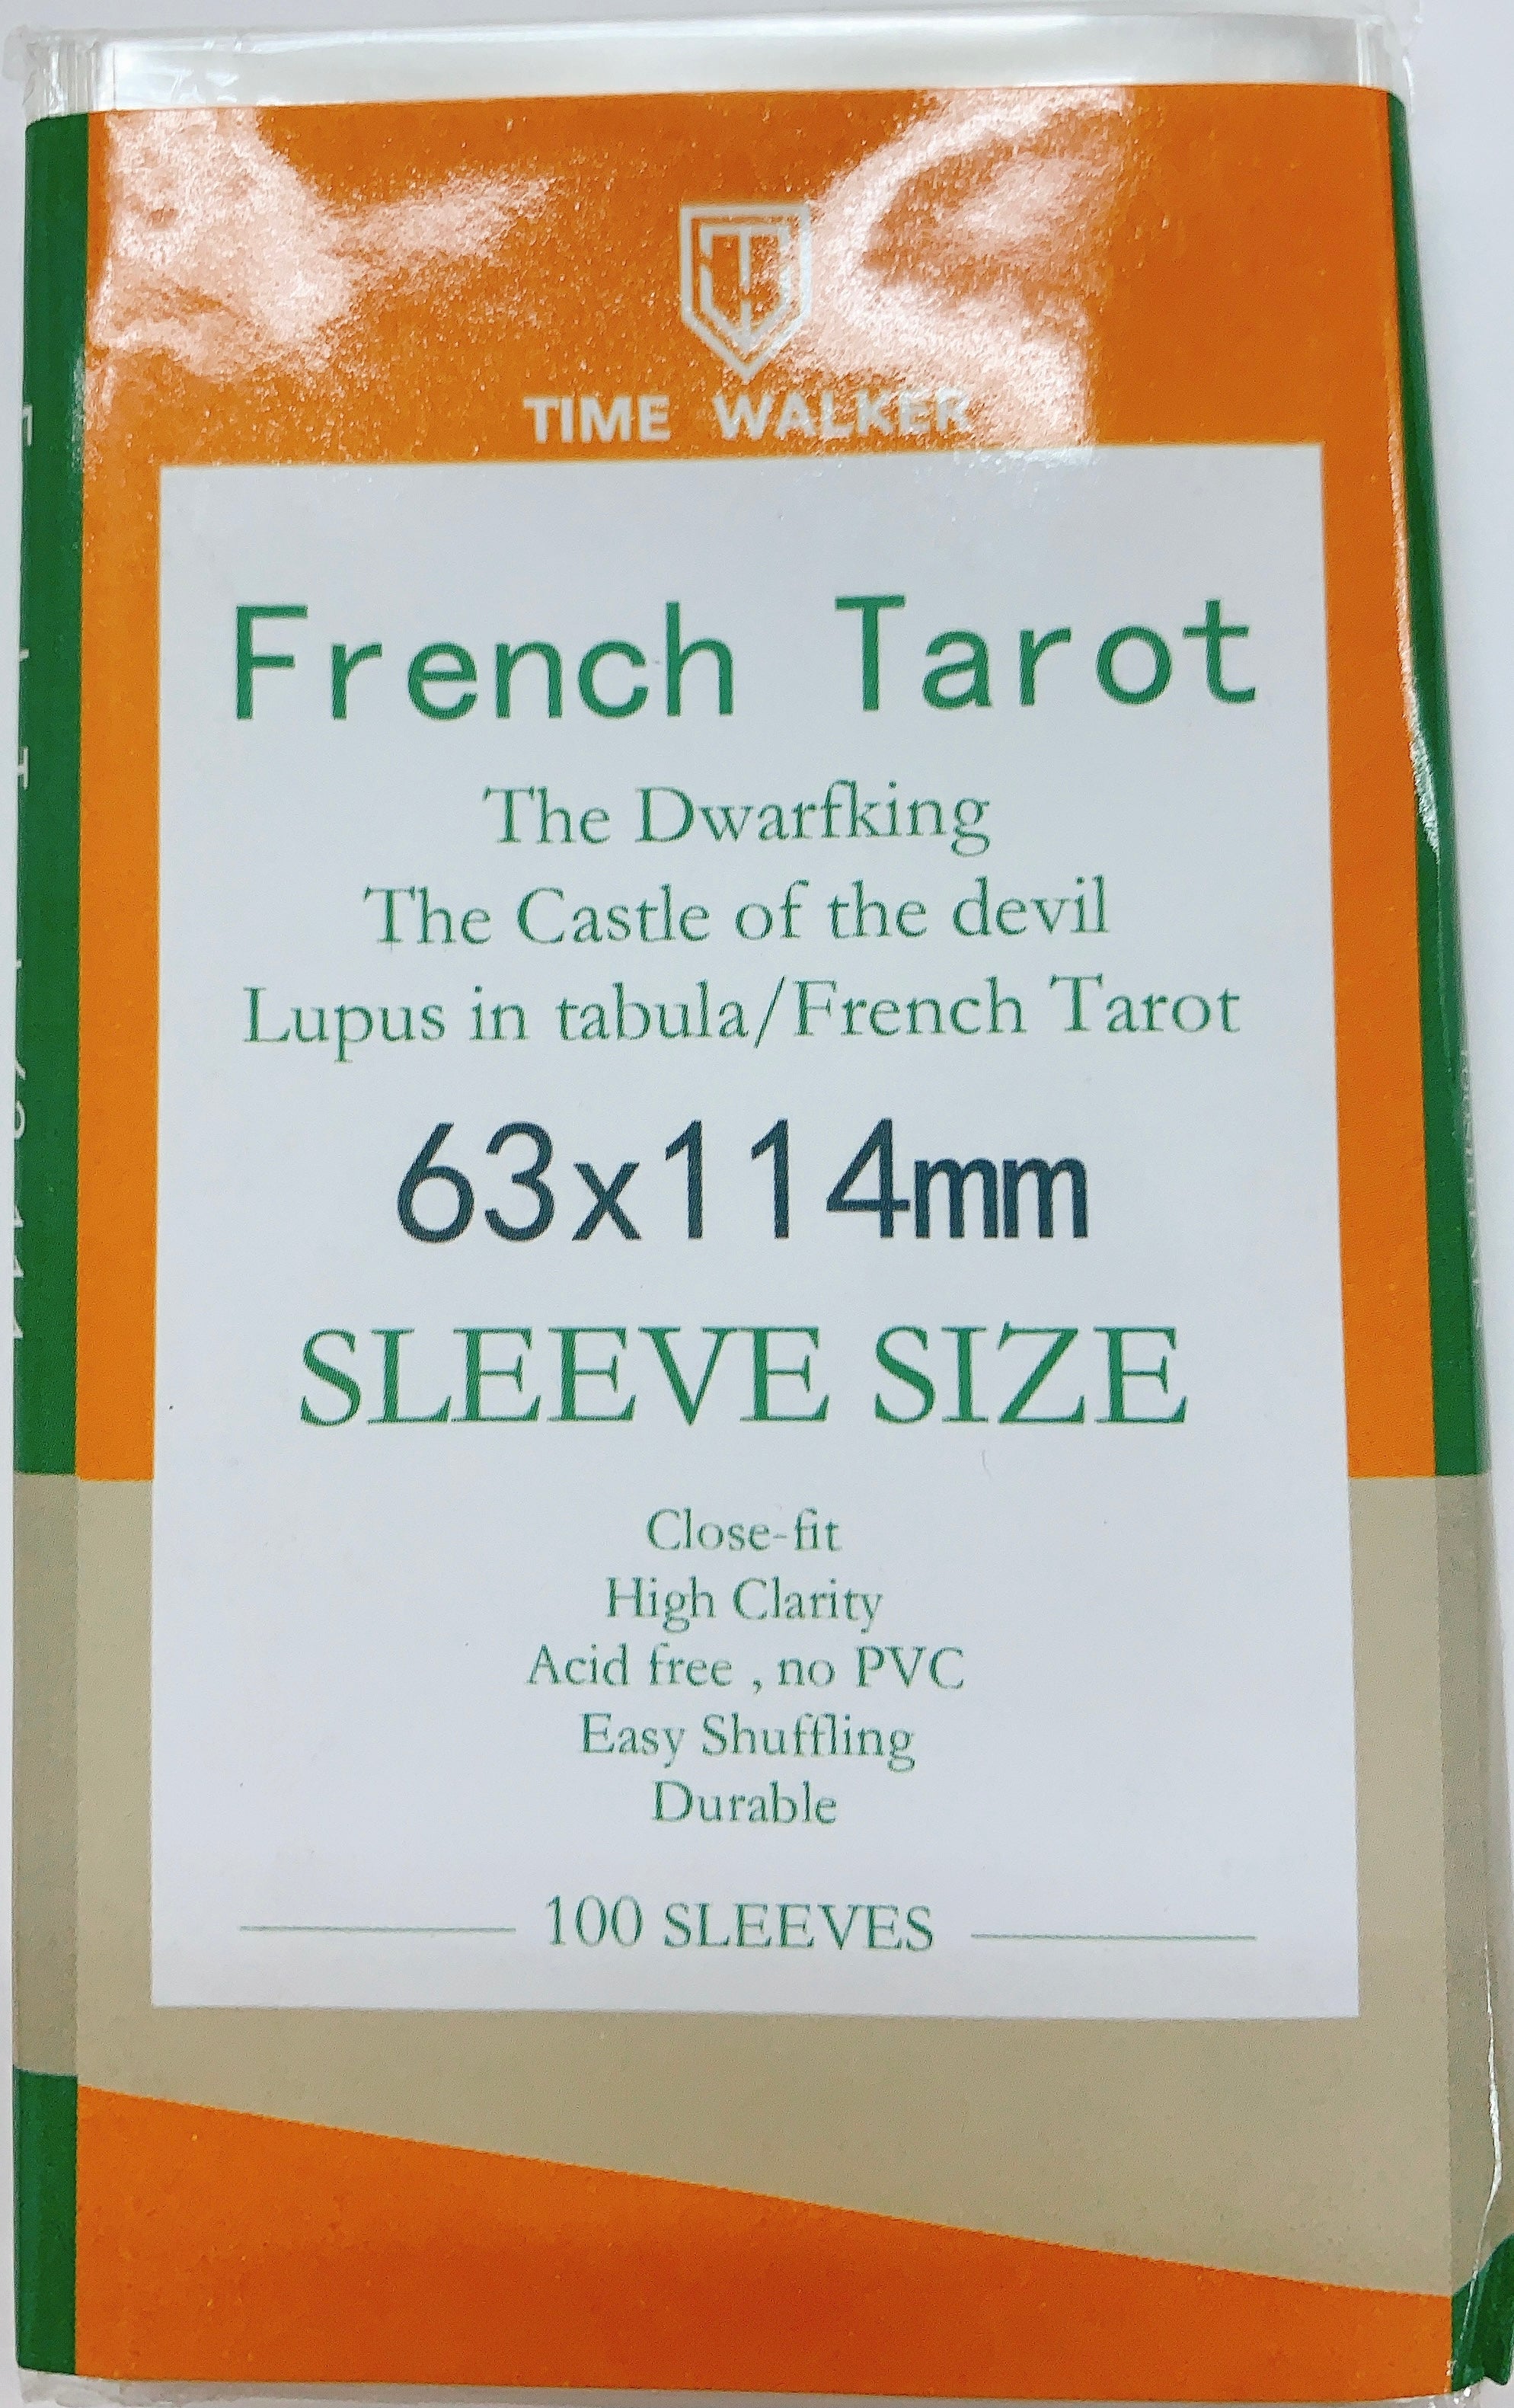 TIME WALKER
French Tarot
The Dwarfking
The Castle of the devil
Lupus in tabula/French Tarot
63x114mm
SLEEVE SIZE
Close-fit
High Clarity
Acid free , no PVC
Easy Shuffling
Durable
100 SLEEVES